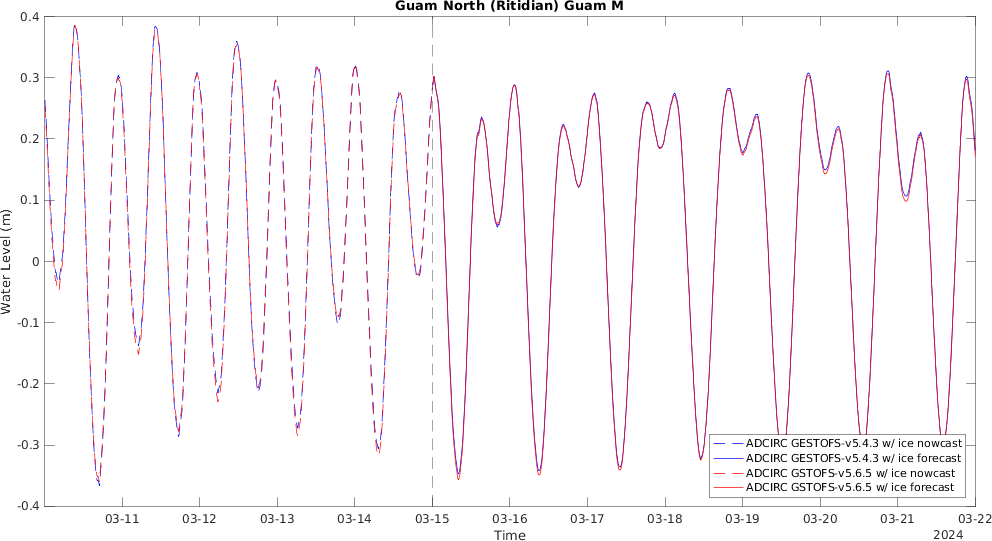 Guam North (Ritidian) Guam M
Water Level (m)
0.4
0.3
0.2
0.1
0
-0.1
-0.2
-0.3
-0.4
ADCIRC GESTOFS-v5.4.3 w/ ice nowcast
ADCIRC GESTOFS-v5.4.3 w/ ice forecast
ADCIRC GSTOFS-v5.6.5 w/ ice nowcast
ADCIRC GSTOFS-v5.6.5 w/ ice forecast
03-11 03-12 03-13 03-14 03-15 03-16 03-17 03-18 03-19 03-20 03-21 03-22
Time
2024